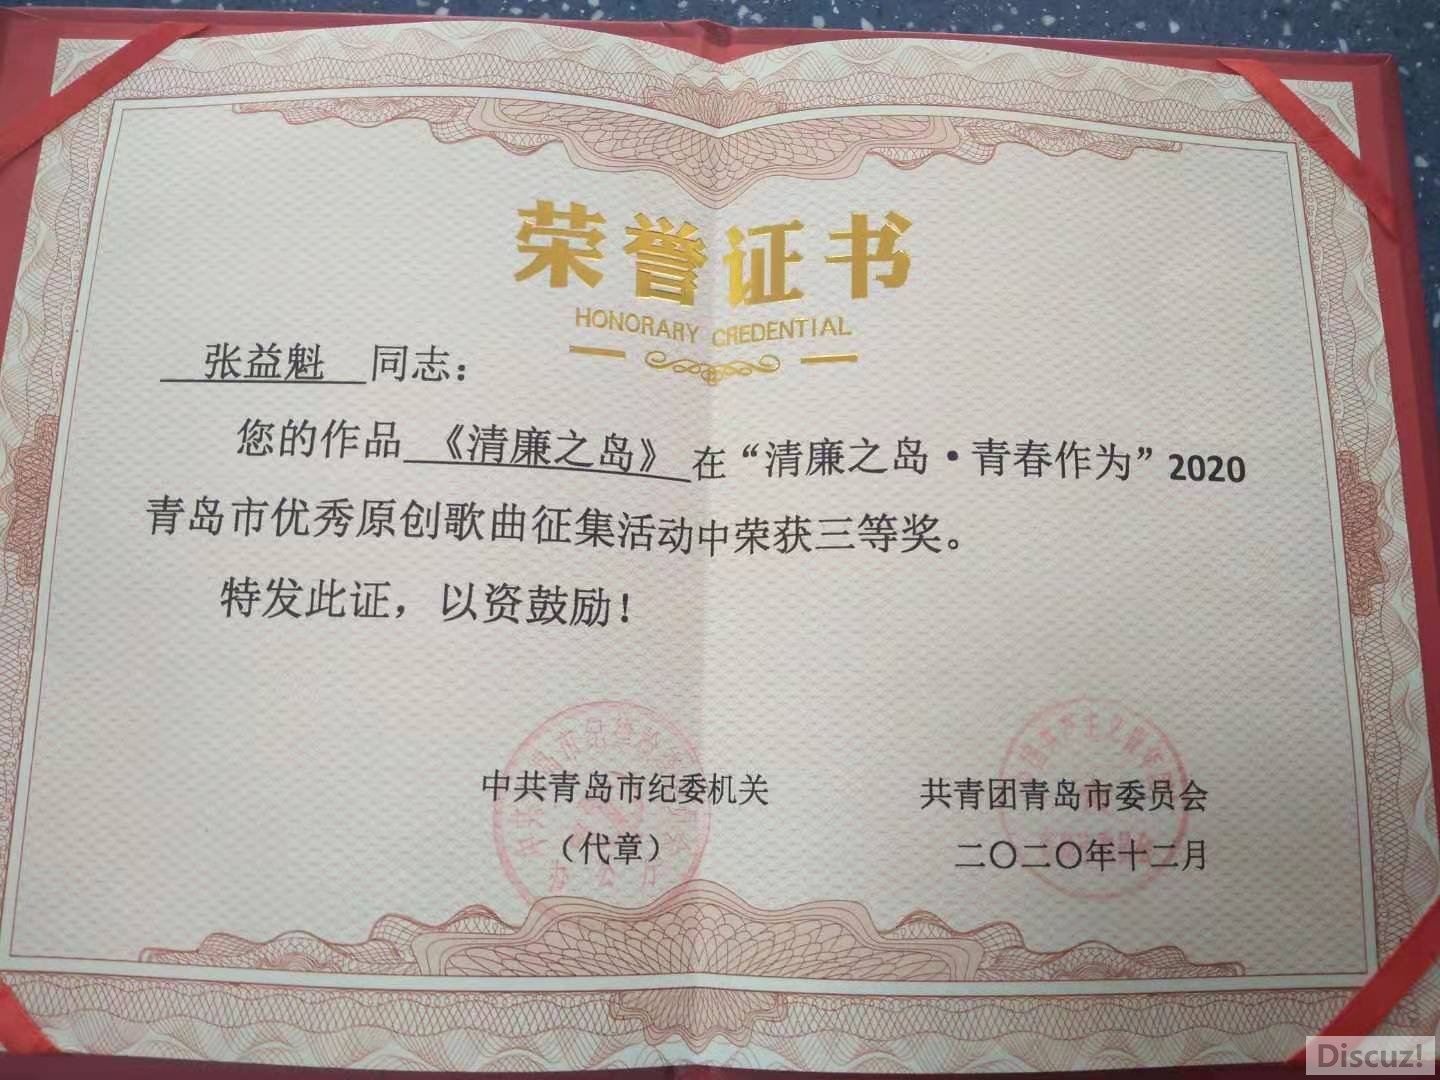 荣誉证书
HONORARY CREDENTIAL
张益魁 同志：
您的作品《清廉之岛》在“清廉之岛·青春作为”2020
青岛市优秀原创歌曲征集活动中荣获三等奖。
特发此证，以资鼓励！
中共青岛市纪委机关
（代章）
共青团青岛市委员会
二〇二〇年十二月
办公厅
Discuz!